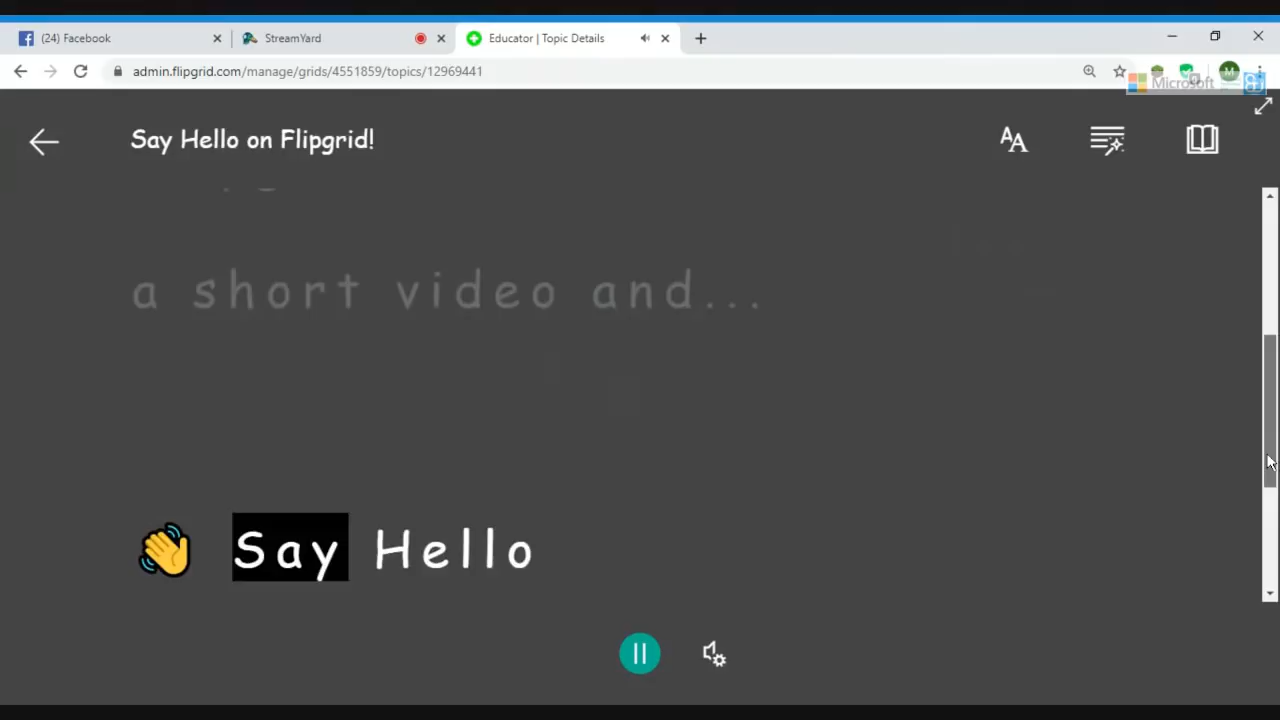 (24) Facebook
StreamYard
Educator | Topic Details
admin.flipgrid.com/manage/grids/4551859/topics/12969441
M
Microsoft
Say Hello on Flipgrid!
a short video and...
👋 Say Hello